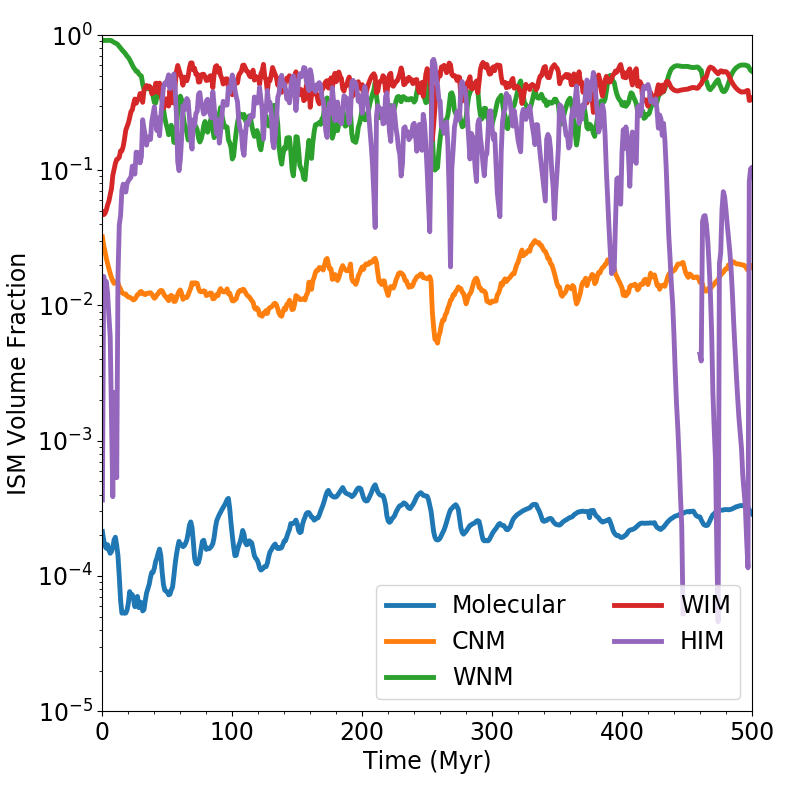 10^0
10^-1
10^-2
10^-3
10^-4
10^-5
ISM Volume Fraction
Molecular
CNM
WNM
WIM
HIM
0 100 200 300 400 500
Time (Myr)